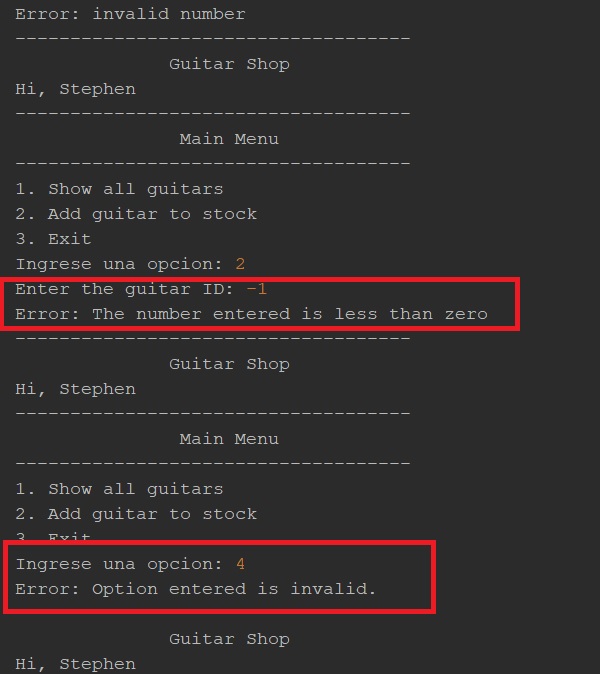 Error: invalid number
------------------------------------
Guitar Shop
Hi, Stephen
------------------------------------
Main Menu
------------------------------------
1. Show all guitars
2. Add guitar to stock
3. Exit
Ingrese una opcion: 2
Enter the guitar ID: -1
Error: The number entered is less than zero
------------------------------------
Guitar Shop
Hi, Stephen
------------------------------------
Main Menu
------------------------------------
1. Show all guitars
2. Add guitar to stock
3. Exit
Ingrese una opcion: 4
Error: Option entered is invalid.
Guitar Shop
Hi, Stephen